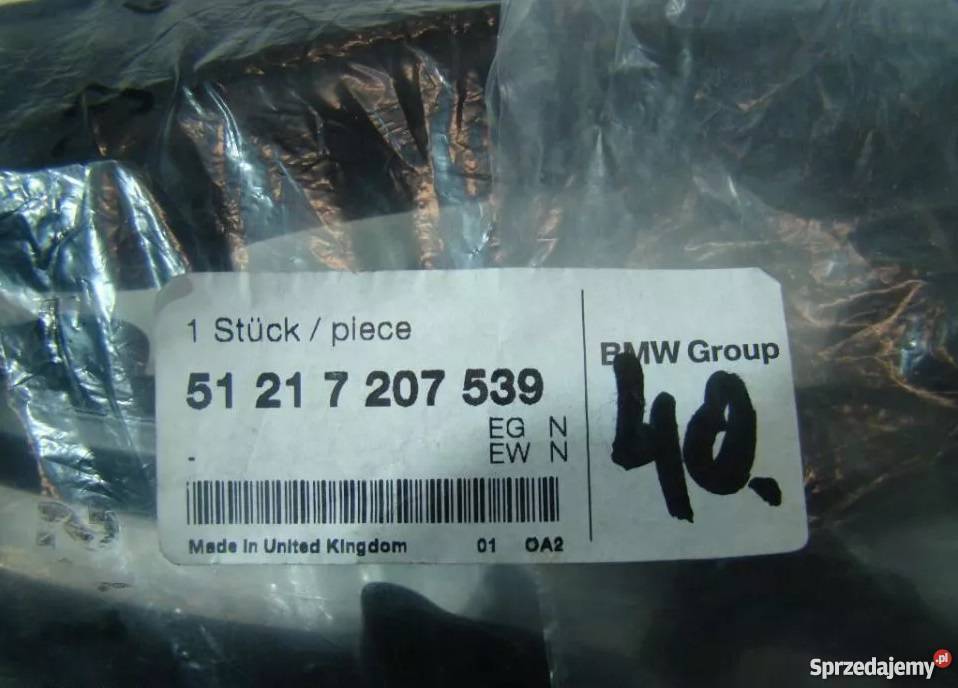 1 Stück / piece
51 21 7 207 539
EG N
- EW N
Made in United Kingdom 01 OA2
BMW Group
40.
Sprzedajemy.pl